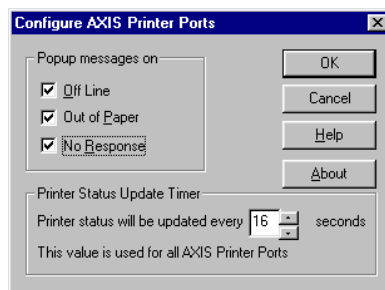 Configure AXIS Printer Ports
Popup messages on
Off Line
Out of Paper
No Response
OK
Cancel
Help
About
Printer Status Update Timer
Printer status will be updated every 16 seconds
This value is used for all AXIS Printer Ports